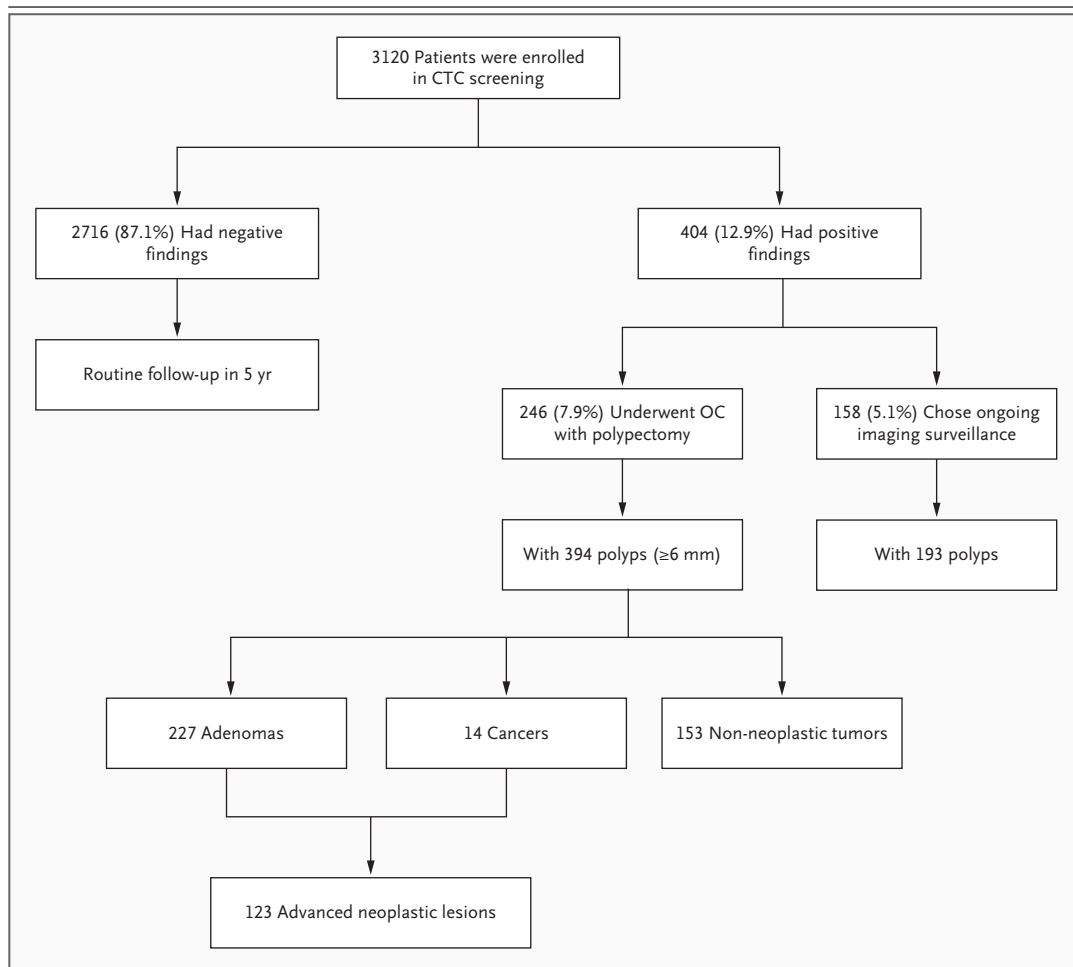 3120 Patients were enrolled
in CTC screening
2716 (87.1%) Had negative
findings
404 (12.9%) Had positive
findings
Routine follow-up in 5 yr
246 (7.9%) Underwent OC
with polypectomy
158 (5.1%) Chose ongoing
imaging surveillance
With 394 polyps (≥6 mm)
With 193 polyps
227 Adenomas
14 Cancers
153 Non-neoplastic tumors
123 Advanced neoplastic lesions